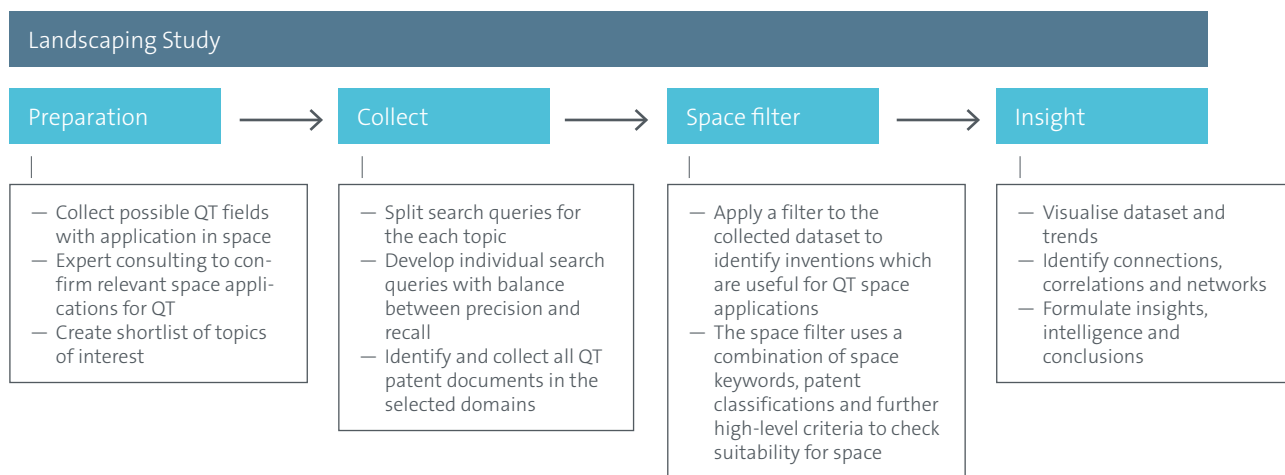 Landscaping Study
Preparation
Collect
Space filter
Insight
— Collect possible QT fields
with application in space
— Expert consulting to con-
firm relevant space appli-
cations for QT
— Create shortlist of topics
of interest
— Split search queries for
the each topic
— Develop individual search
queries with balance
between precision and
recall
— Identify and collect all QT
patent documents in the
selected domains
— Apply a filter to the
collected dataset to
identify inventions which
are useful for QT space
applications
— The space filter uses a
combination of space
keywords, patent
classifications and further
high-level criteria to check
suitability for space
— Visualise dataset and
trends
— Identify connections,
correlations and networks
— Formulate insights,
intelligence and
conclusions